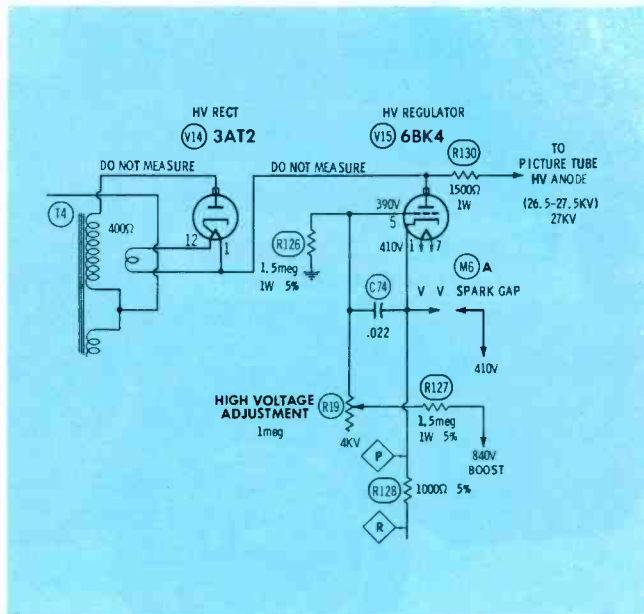 HV RECT
V14 3AT2
HV REGULATOR
V15 6BK4
R130
DO NOT MEASURE
DO NOT MEASURE
1500Ω
1W
TO
PICTURE TUBE
HV ANODE
(26.5-27.5KV)
27KV
T4
400Ω
12
1
R126
1.5meg
1W 5%
390V
5
410V
1
7
C74
.022
M6 A
V V SPARK GAP
410V
HIGH VOLTAGE
ADJUSTMENT
1meg
R19
4KV
R127
1.5meg
1W 5%
840V
BOOST
P
R128
1000Ω 5%
R